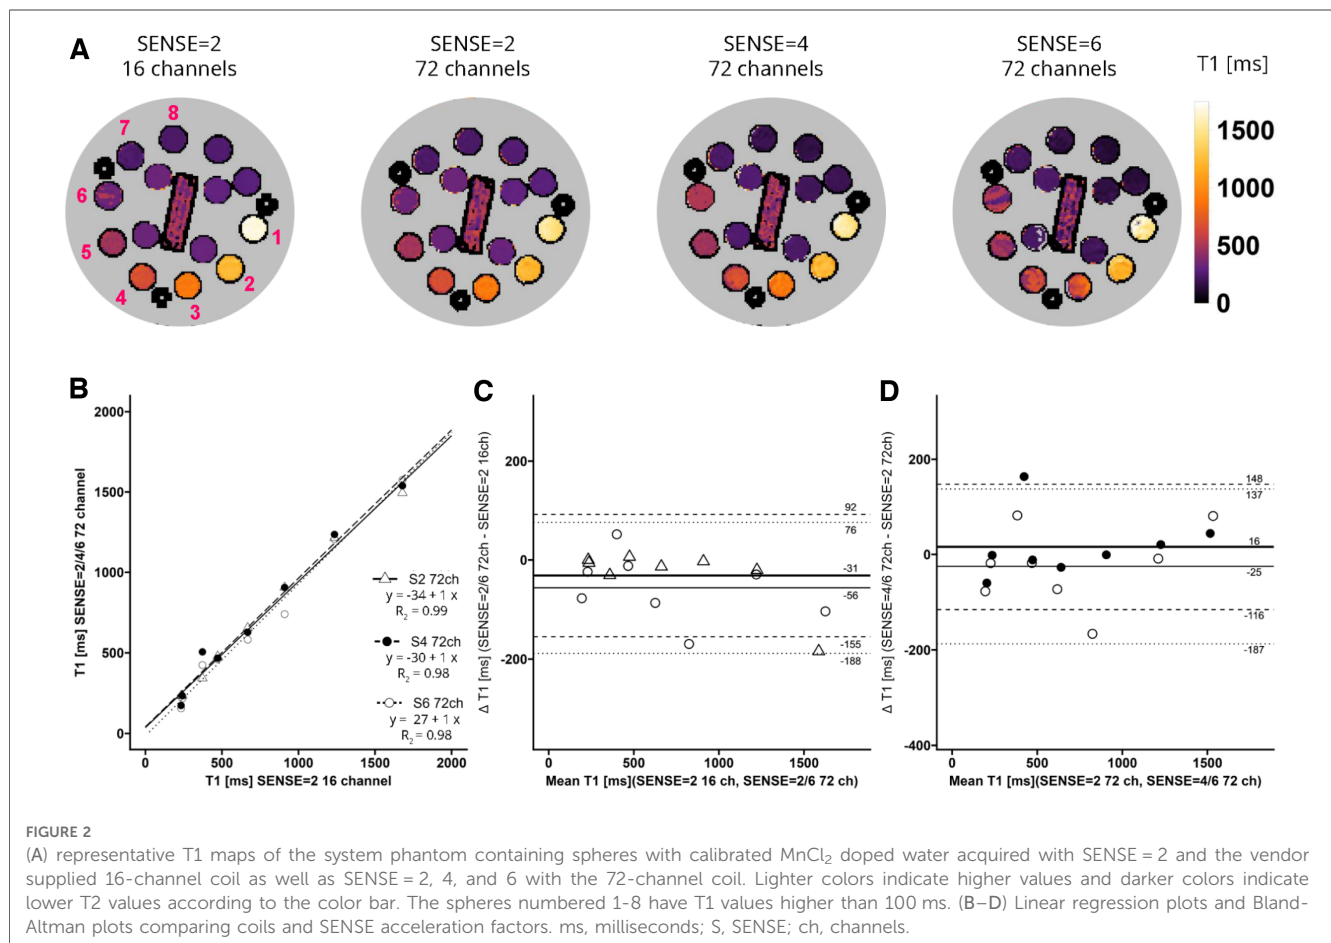 A
SENSE=2
16 channels
SENSE=2
72 channels
SENSE=4
72 channels
SENSE=6
72 channels
T1 [ms]
1500
1000
500
0
8
7
6
5
4
3
2
1
B
2000
1500
1000
500
0
T1 [ms] SENSE=2/4/6 72 channel
S2 72ch
y = -34 + 1 x
R2 = 0.99
S4 72ch
y = -30 + 1 x
R2 = 0.98
S6 72ch
y = 27 + 1 x
R2 = 0.98
0 500 1000 1500 2000
T1 [ms] SENSE=2 16 channel
C
200
0
-200
Δ T1 [ms] (SENSE=2/6 72ch - SENSE=2 16ch)
92
76
-31
-56
-155
-188
0 500 1000 1500
Mean T1 [ms](SENSE=2 16 ch, SENSE=2/6 72 ch)
D
200
0
-200
-400
Δ T1 [ms] (SENSE=4/6 72ch - SENSE=2 72ch)
148
137
16
-25
-116
-187
0 500 1000 1500
Mean T1 [ms](SENSE=2 72 ch, SENSE=4/6 72 ch)
FIGURE 2
(A) representative T1 maps of the system phantom containing spheres with calibrated MnCl2 doped water acquired with SENSE = 2 and the vendor
supplied 16-channel coil as well as SENSE = 2, 4, and 6 with the 72-channel coil. Lighter colors indicate higher values and darker colors indicate
lower T2 values according to the color bar. The spheres numbered 1-8 have T1 values higher than 100 ms. (B–D) Linear regression plots and Bland-
Altman plots comparing coils and SENSE acceleration factors. ms, milliseconds; S, SENSE; ch, channels.